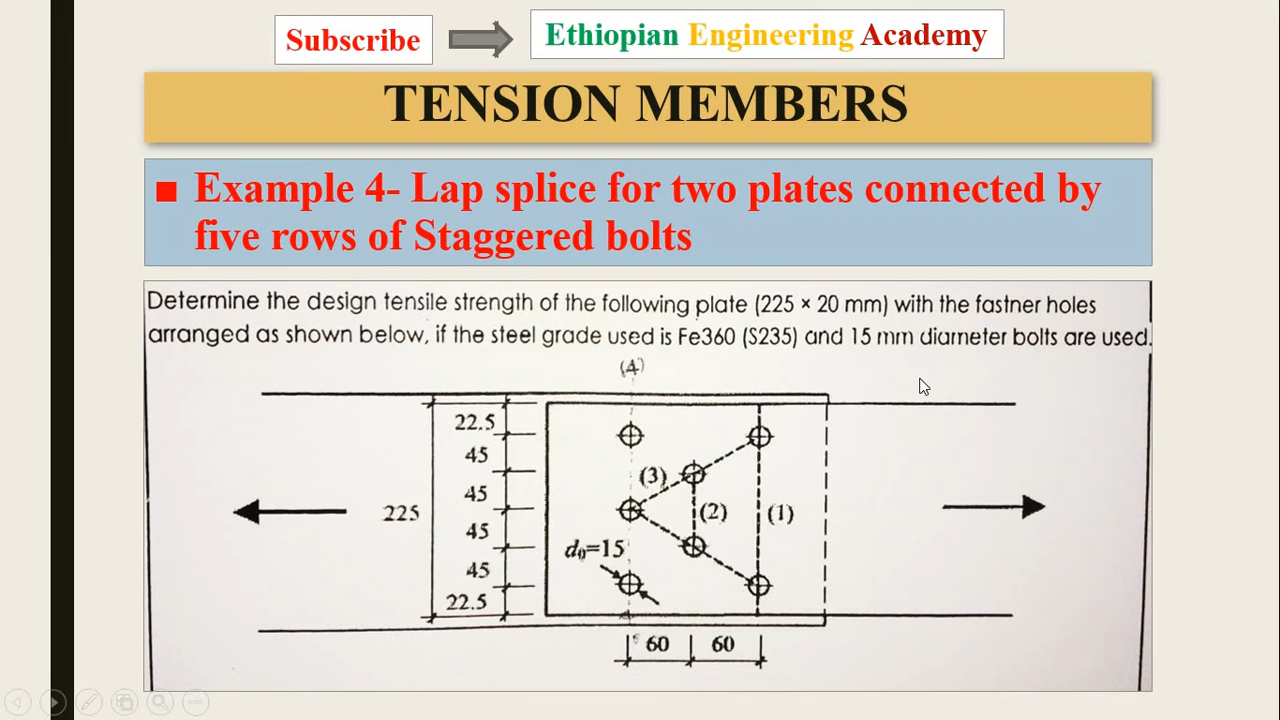 Subscribe
Ethiopian Engineering Academy
TENSION MEMBERS
Example 4- Lap splice for two plates connected by
five rows of Staggered bolts
Determine the design tensile strength of the following plate (225 × 20 mm) with the fastner holes
arranged as shown below, if the steel grade used is Fe360 (S235) and 15 mm diameter bolts are used.
(4)
22.5
45
(3)
45
225
(2)
(1)
45
d₀=15
45
22.5
60
60